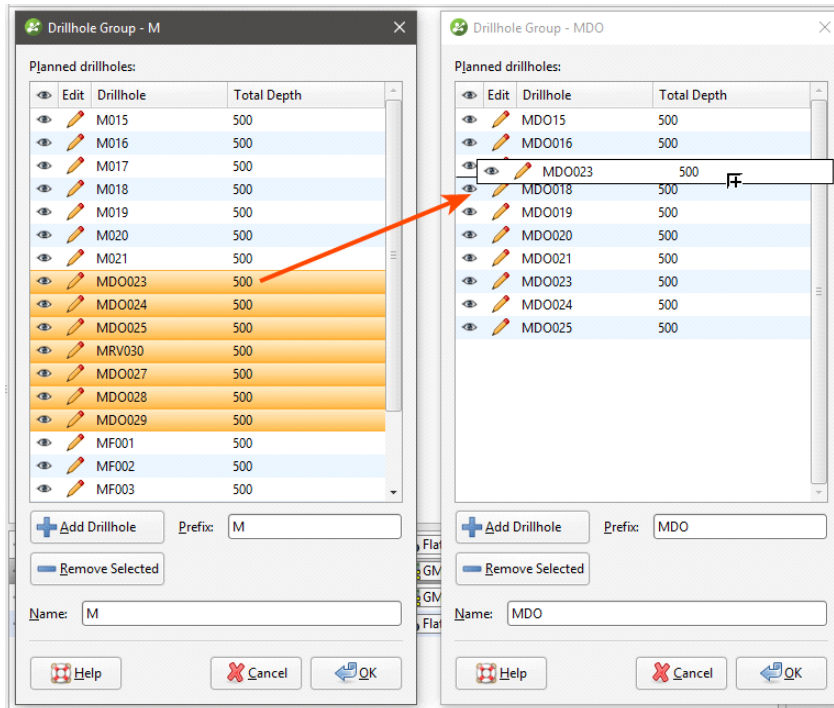 Drillhole Group - M
Planned drillholes:
Edit Drillhole Total Depth
M015 500
M016 500
M017 500
M018 500
M019 500
M020 500
M021 500
MDO023 500
MDO024 500
MDO025 500
MRV030 500
MDO027 500
MDO028 500
MDO029 500
MF001 500
MF002 500
MF003 500
Add Drillhole Prefix: M
Remove Selected
Name: M
Help Cancel OK
Flat
GM
GM
Flat
Drillhole Group - MDO
Planned drillholes:
Edit Drillhole Total Depth
MDO15 500
MDO016 500
MDO023 500
MDO018 500
MDO019 500
MDO020 500
MDO021 500
MDO023 500
MDO024 500
MDO025 500
Add Drillhole Prefix: MDO
Remove Selected
Name: MDO
Help Cancel OK